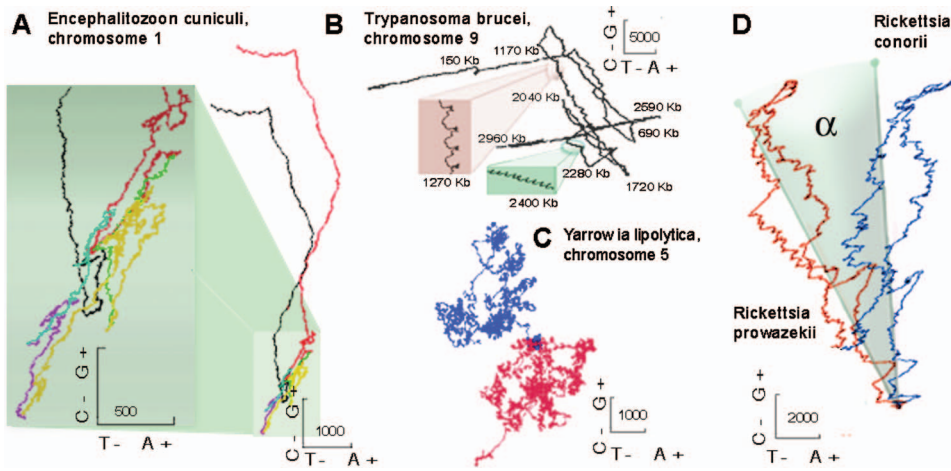 A
Encephalitozoon cuniculi,
chromosome 1
C - G +
500
T - A +
C - G +
1000
T - A +
B
Trypanosoma brucei,
chromosome 9
C - G +
5000
T - A +
150 Kb
1170 Kb
2040 Kb
2590 Kb
690 Kb
2960 Kb
1270 Kb
2280 Kb
1720 Kb
2400 Kb
C
Yarrowia lipolytica,
chromosome 5
C - G +
1000
T - A +
D
Rickettsia
conorii
α
Rickettsia
prowazekii
C - G +
2000
T - A +